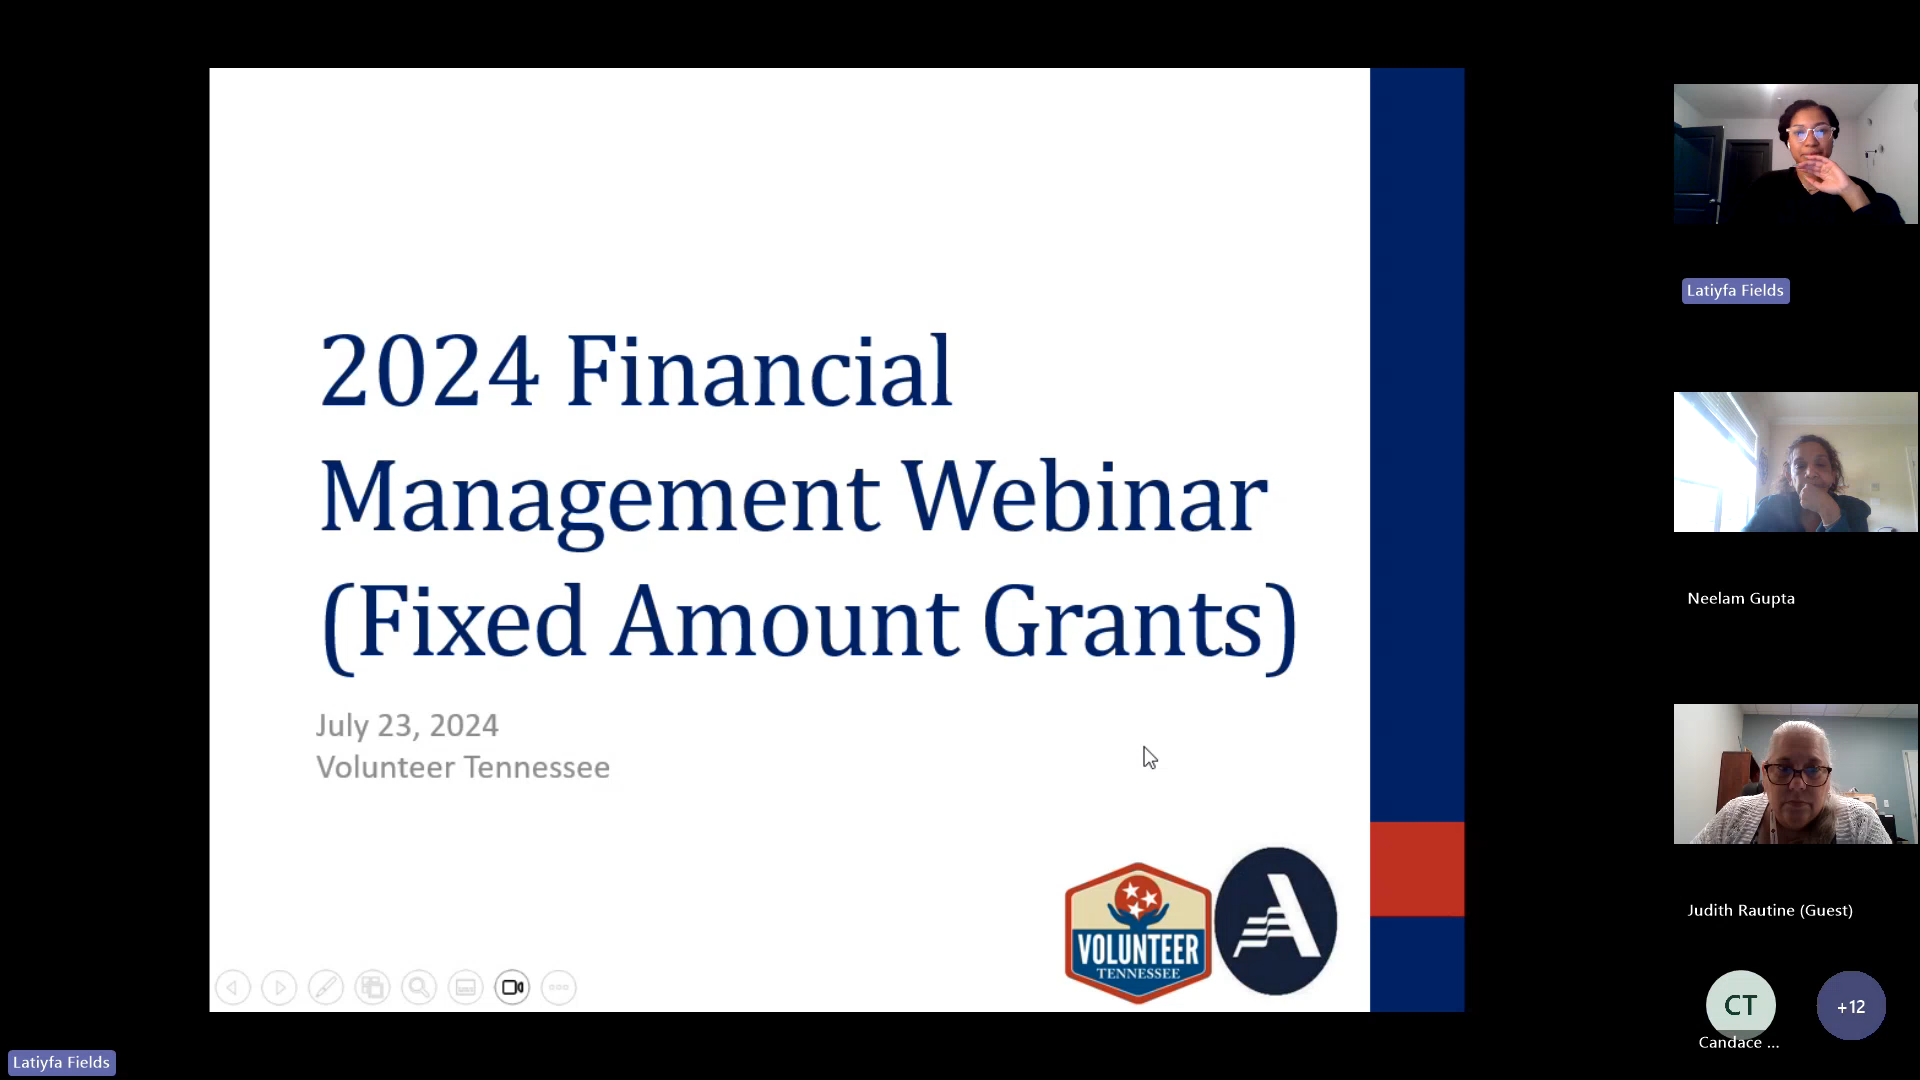 2024 Financial
Management Webinar
(Fixed Amount Grants)
July 23, 2024
Volunteer Tennessee
VOLUNTEER
TENNESSEE
Latiyfa Fields
Neelam Gupta
Judith Rautine (Guest)
CT
+12
Candace ...
Latiyfa Fields